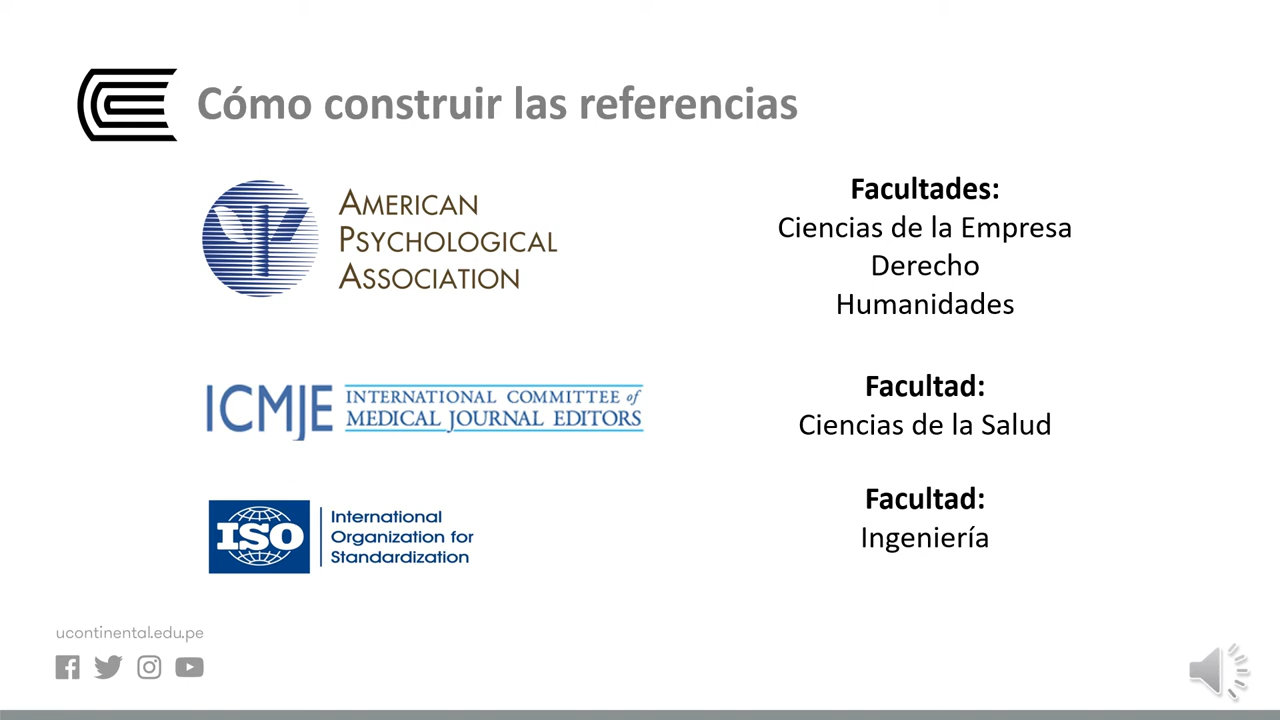 Cómo construir las referencias
AMERICAN
PSYCHOLOGICAL
ASSOCIATION
Facultades:
Ciencias de la Empresa
Derecho
Humanidades
ICMJE
INTERNATIONAL COMMITTEE of
MEDICAL JOURNAL EDITORS
Facultad:
Ciencias de la Salud
ISO
International
Organization for
Standardization
Facultad:
Ingeniería
ucontinental.edu.pe